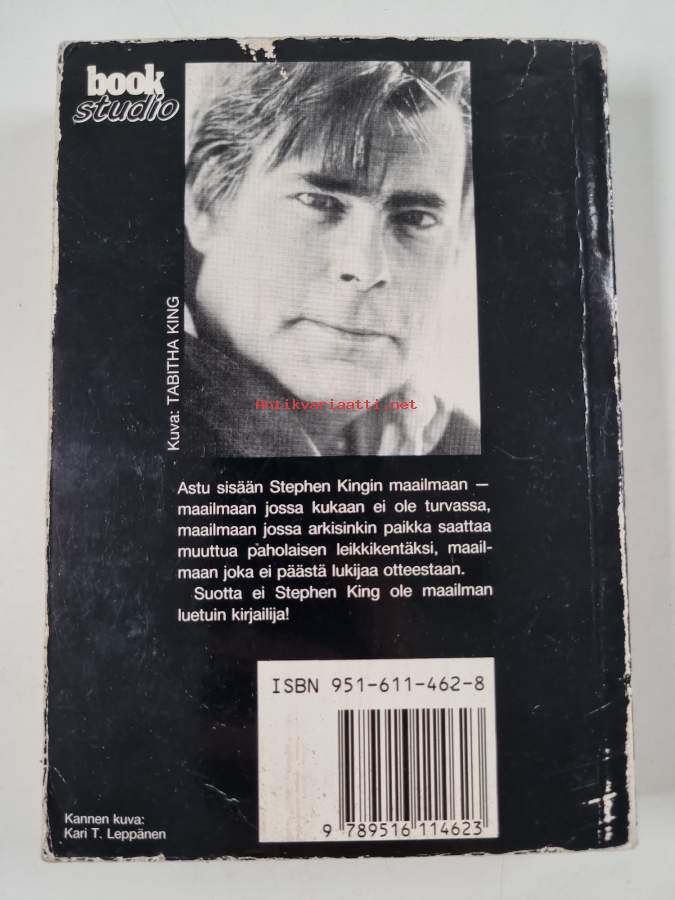 book
studio
Kuva: TABITHA KING
Antikvariaatti.net
Astu sisään Stephen Kingin maailmaan —
maailmaan jossa kukaan ei ole turvassa,
maailmaan jossa arkisinkin paikka saattaa
muuttua paholaisen leikkikentäksi, maail-
maan joka ei päästä lukijaa otteestaan.
Suotta ei Stephen King ole maailman
luetuin kirjailija!
ISBN 951-611-462-8
9 789516 114623
Kannen kuva:
Kari T. Leppänen